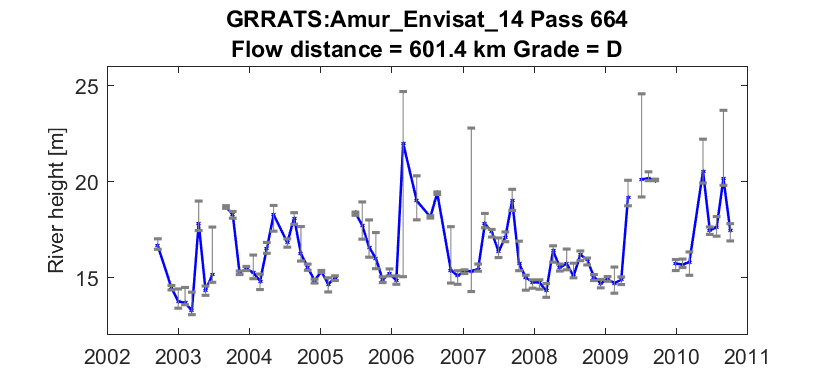 GRRATS:Amur_Envisat_14 Pass 664
Flow distance = 601.4 km Grade = D
River height [m]
25
20
15
2002 2003 2004 2005 2006 2007 2008 2009 2010 2011